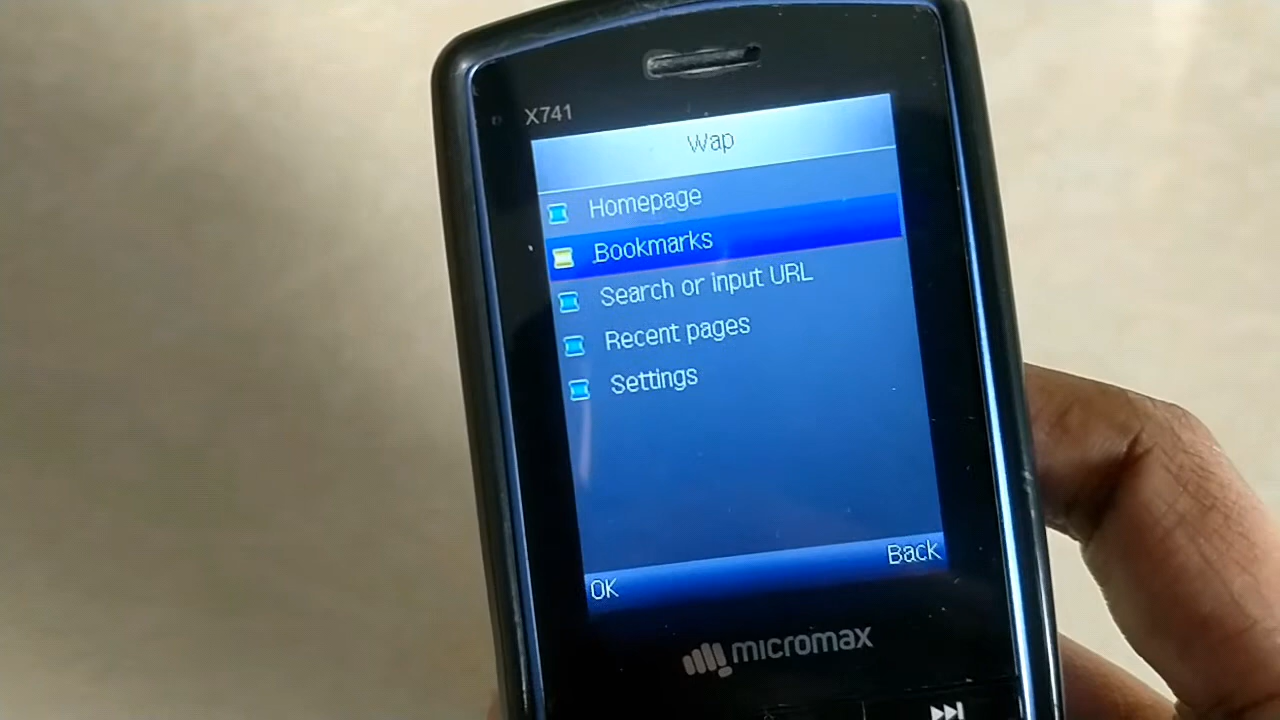 X741
Wap
Homepage
Bookmarks
Search or input URL
Recent pages
Settings
OK
Back
micromax